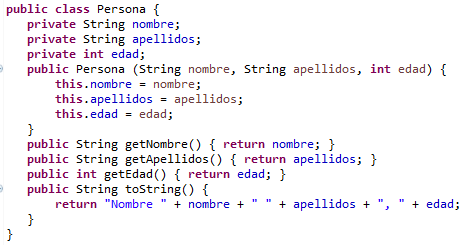 public class Persona {
private String nombre;
private String apellidos;
private int edad;
public Persona (String nombre, String apellidos, int edad) {
this.nombre = nombre;
this.apellidos = apellidos;
this.edad = edad;
}
public String getNombre() { return nombre; }
public String getApellidos() { return apellidos; }
public int getEdad() { return edad; }
public String toString() {
return "Nombre " + nombre + " " + apellidos + ", " + edad;
}
}